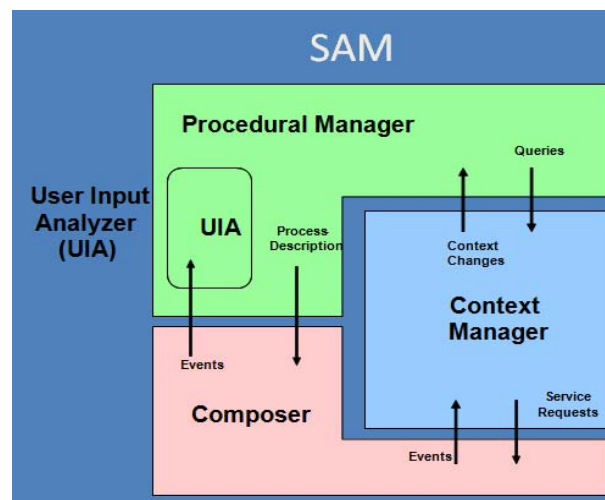 SAM
Procedural Manager
Queries
User Input
Analyzer
(UIA)
UIA
Process
Description
Context
Changes
Context
Manager
Events
Composer
Service
Requests
Events